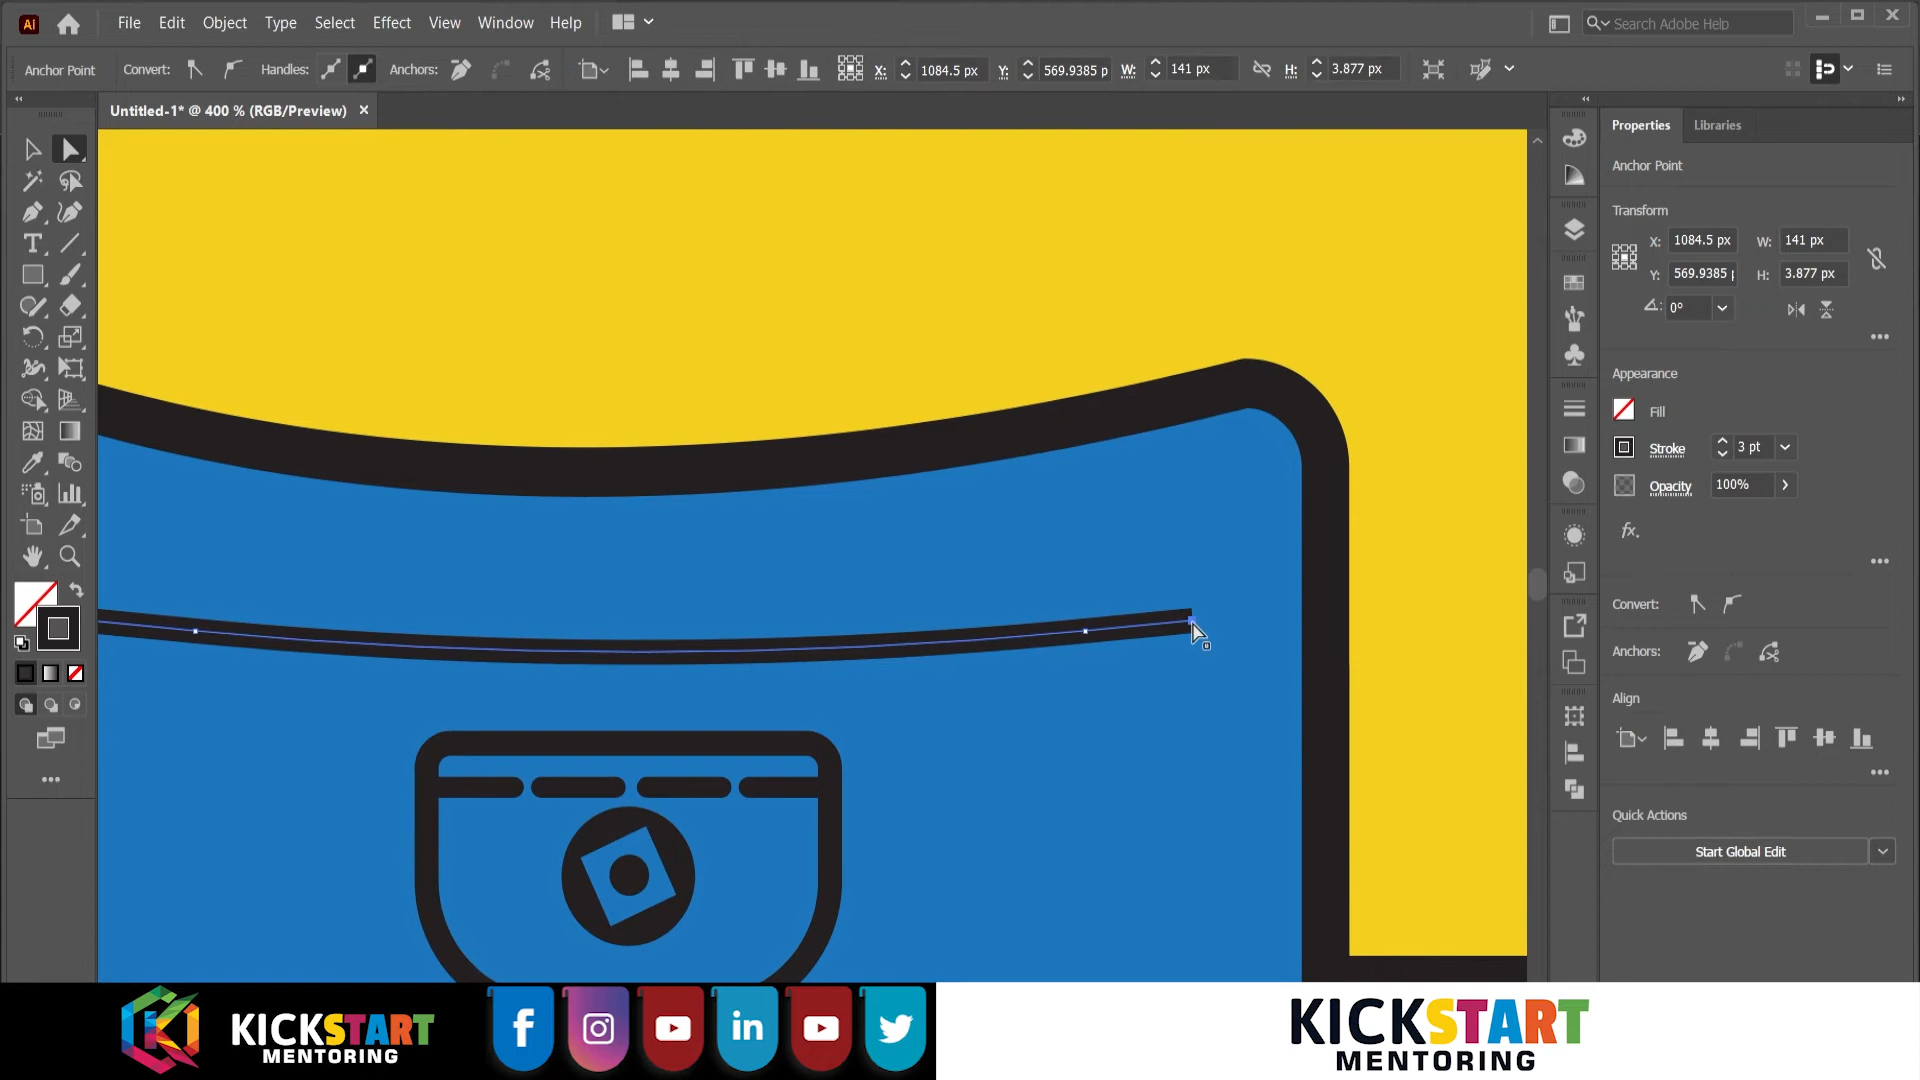 Ai File Edit Object Type Select Effect View Window Help Search Adobe Help
Anchor Point Convert: Handles: Anchors: X: 1084.5 px Y: 569.9385 p W: 141 px H: 3.877 px
Untitled-1* @ 400 % (RGB/Preview)
Properties Libraries
Anchor Point
Transform
X: 1084.5 px W: 141 px
Y: 569.9385 H: 3.877 px
0°
Appearance
Fill
Stroke 3 pt
Opacity 100%
fx.
Convert:
Anchors:
Align
Quick Actions
Start Global Edit
KICKSTART
MENTORING
f in
KICKSTART
MENTORING